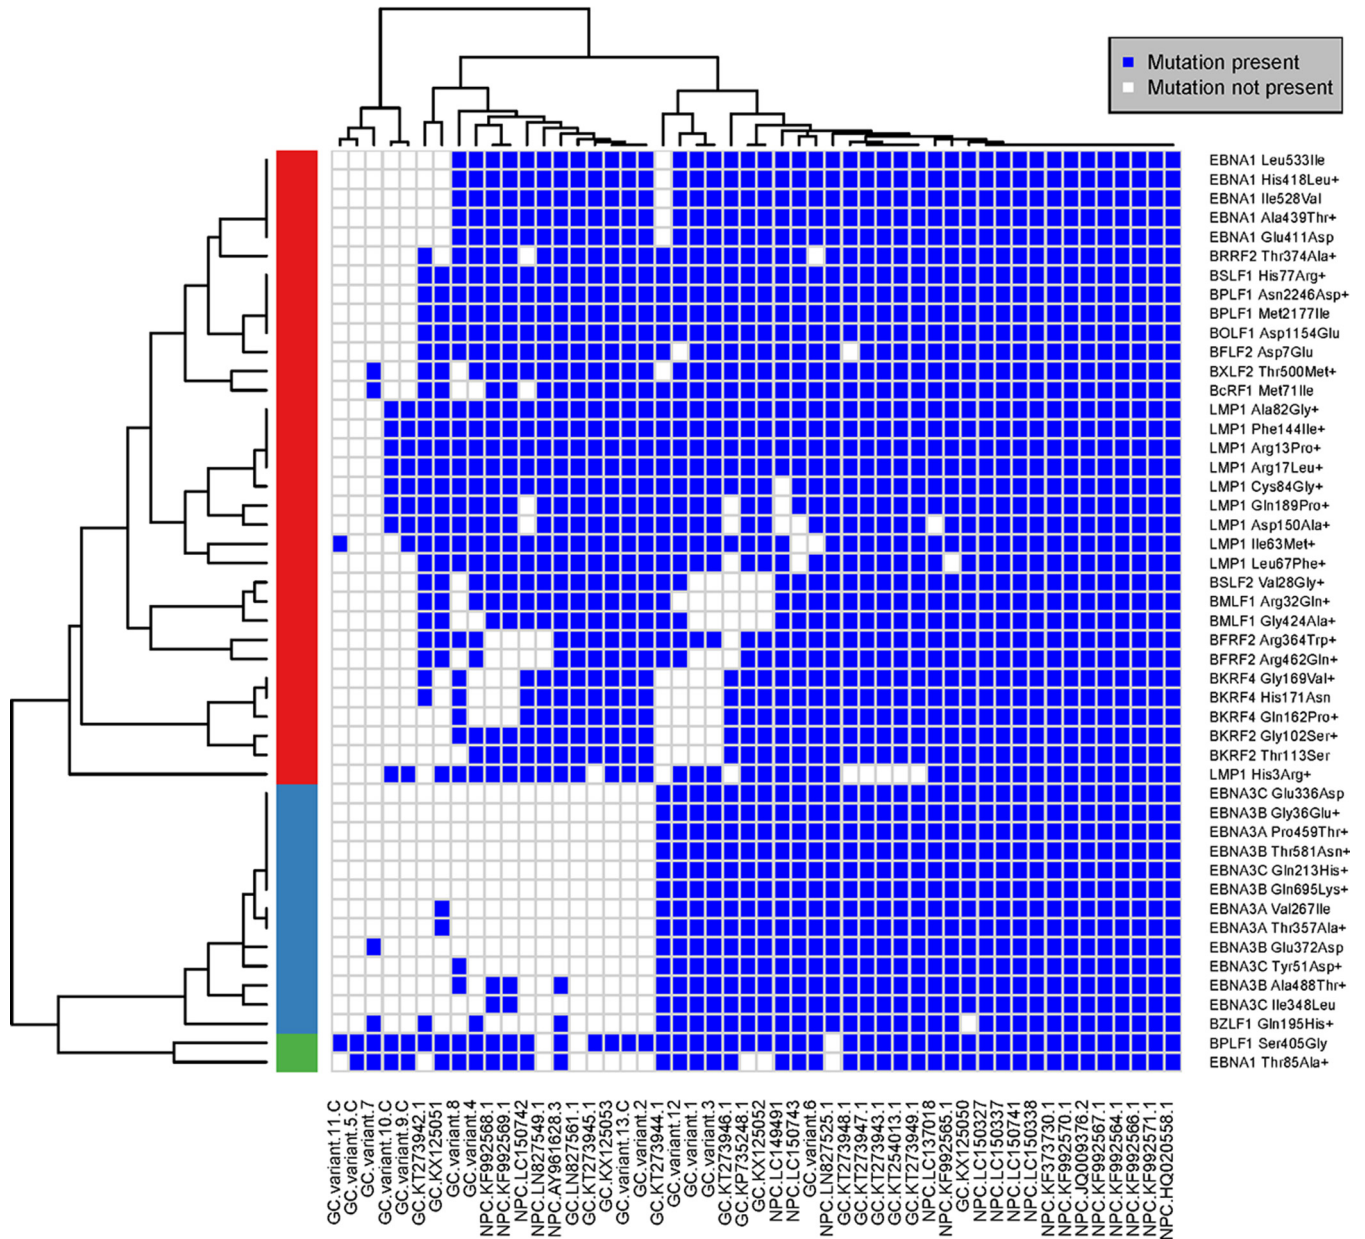 Mutation present
Mutation not present
EBNA1 Leu533Ile
EBNA1 His418Leu+
EBNA1 Ile528Val
EBNA1 Ala439Thr+
EBNA1 Glu411Asp
BRRF2 Thr374Ala+
BSLF1 His77Arg+
BPLF1 Asn2246Asp+
BPLF1 Met2177Ile
BOLF1 Asp1154Glu
BFLF2 Asp7Glu
BXLF2 Thr500Met+
BcRF1 Met71Ile
LMP1 Ala82Gly+
LMP1 Phe144Ile+
LMP1 Arg13Pro+
LMP1 Arg17Leu+
LMP1 Cys84Gly+
LMP1 Gln189Pro+
LMP1 Asp150Ala+
LMP1 Ile63Met+
LMP1 Leu67Phe+
BSLF2 Val28Gly+
BMLF1 Arg32Gln+
BMLF1 Gly424Ala+
BFRF2 Arg364Trp+
BFRF2 Arg462Gln+
BKRF4 Gly169Val+
BKRF4 His171Asn
BKRF4 Gln162Pro+
BKRF2 Gly102Ser+
BKRF2 Thr113Ser
LMP1 His3Arg+
EBNA3C Glu336Asp
EBNA3B Gly36Glu+
EBNA3A Pro459Thr+
EBNA3B Thr581Asn+
EBNA3C Gln213His+
EBNA3B Gln695Lys+
EBNA3A Val267Ile
EBNA3A Thr357Ala+
EBNA3B Glu372Asp
EBNA3C Tyr51Asp+
EBNA3B Ala488Thr+
EBNA3C Ile348Leu
BZLF1 Gln195His+
BPLF1 Ser405Gly
EBNA1 Thr85Ala+
GC.variant.11.C
GC.variant.5.C
GC.variant.7
GC.variant.10.C
GC.variant.9.C
GC.KT273942.1
GC.KX125051
GC.variant.8
GC.variant.4
NPC.KF992568.1
NPC.KF992569.1
NPC.LC150742
NPC.LN827549.1
NPC.AY961628.3
GC.LN827561.1
GC.KT273945.1
GC.KX125053
GC.variant.13.C
GC.variant.2
GC.KT273944.1
GC.variant.12
GC.variant.1
GC.variant.3
GC.KT273946.1
GC.KP735248.1
GC.KX125052
NPC.LC149491
NPC.LC150743
GC.variant.6
NPC.LN827525.1
GC.KT273948.1
GC.KT273947.1
GC.KT273943.1
GC.KT254013.1
GC.KT273949.1
NPC.LC137018
NPC.KF992565.1
GC.KX125050
NPC.LC150327
NPC.LC150337
NPC.LC150741
NPC.LC150338
NPC.KF373730.1
NPC.KF992570.1
NPC.JQ009376.2
NPC.KF992567.1
NPC.KF992564.1
NPC.KF992566.1
NPC.KF992571.1
NPC.HQ020558.1